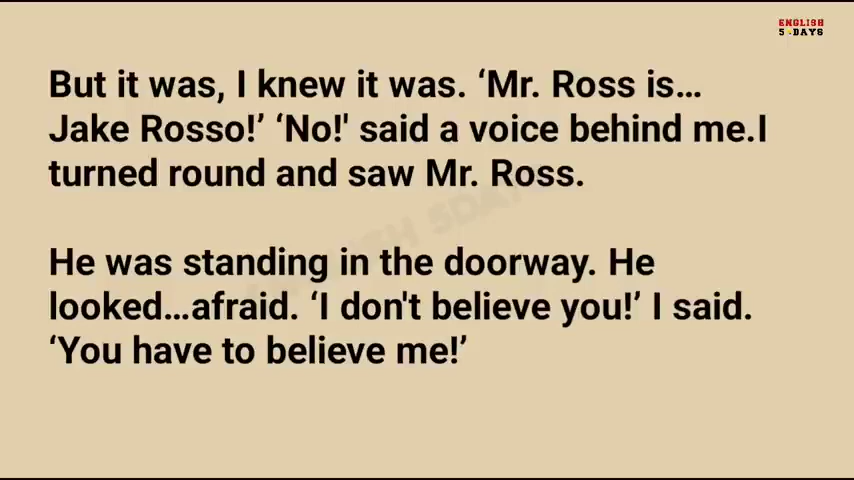 ENGLISH
5 DAYS
But it was, I knew it was. ‘Mr. Ross is…
Jake Rosso!’ ‘No!' said a voice behind me.I
turned round and saw Mr. Ross.
He was standing in the doorway. He
looked…afraid. ‘I don't believe you!’ I said.
‘You have to believe me!’